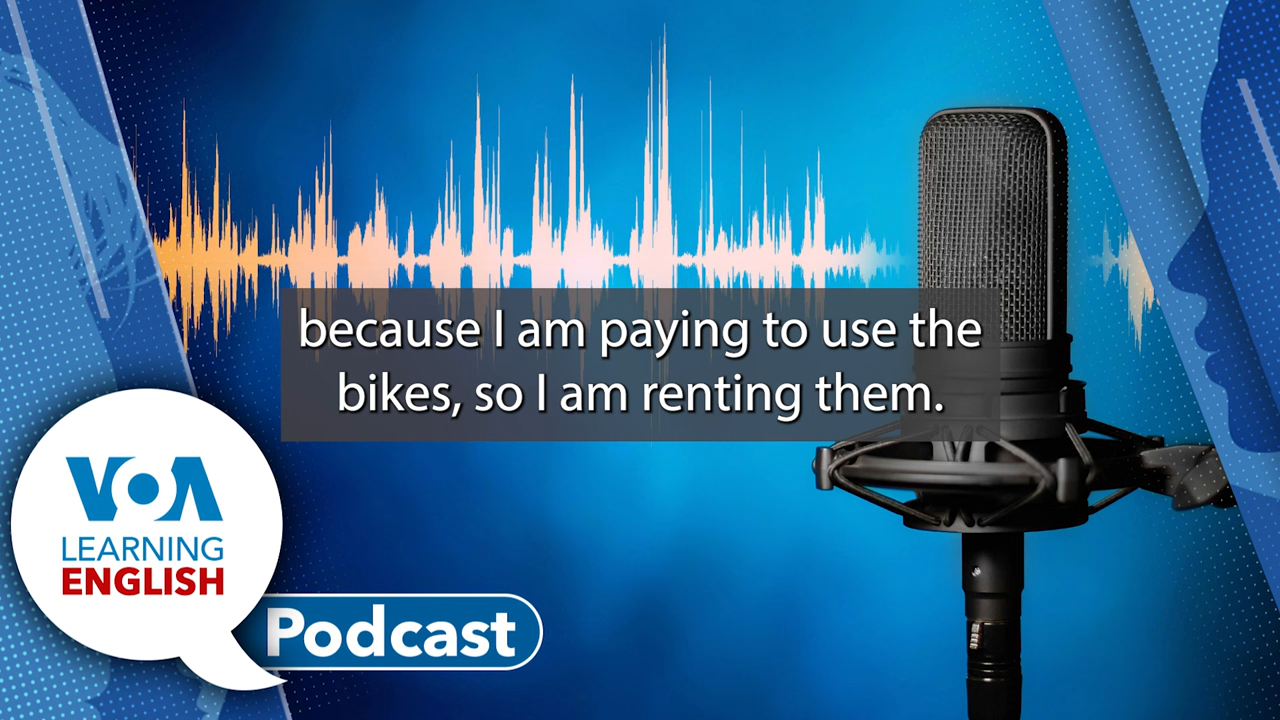 because I am paying to use the
bikes, so I am renting them.
VOA
LEARNING
ENGLISH
Podcast